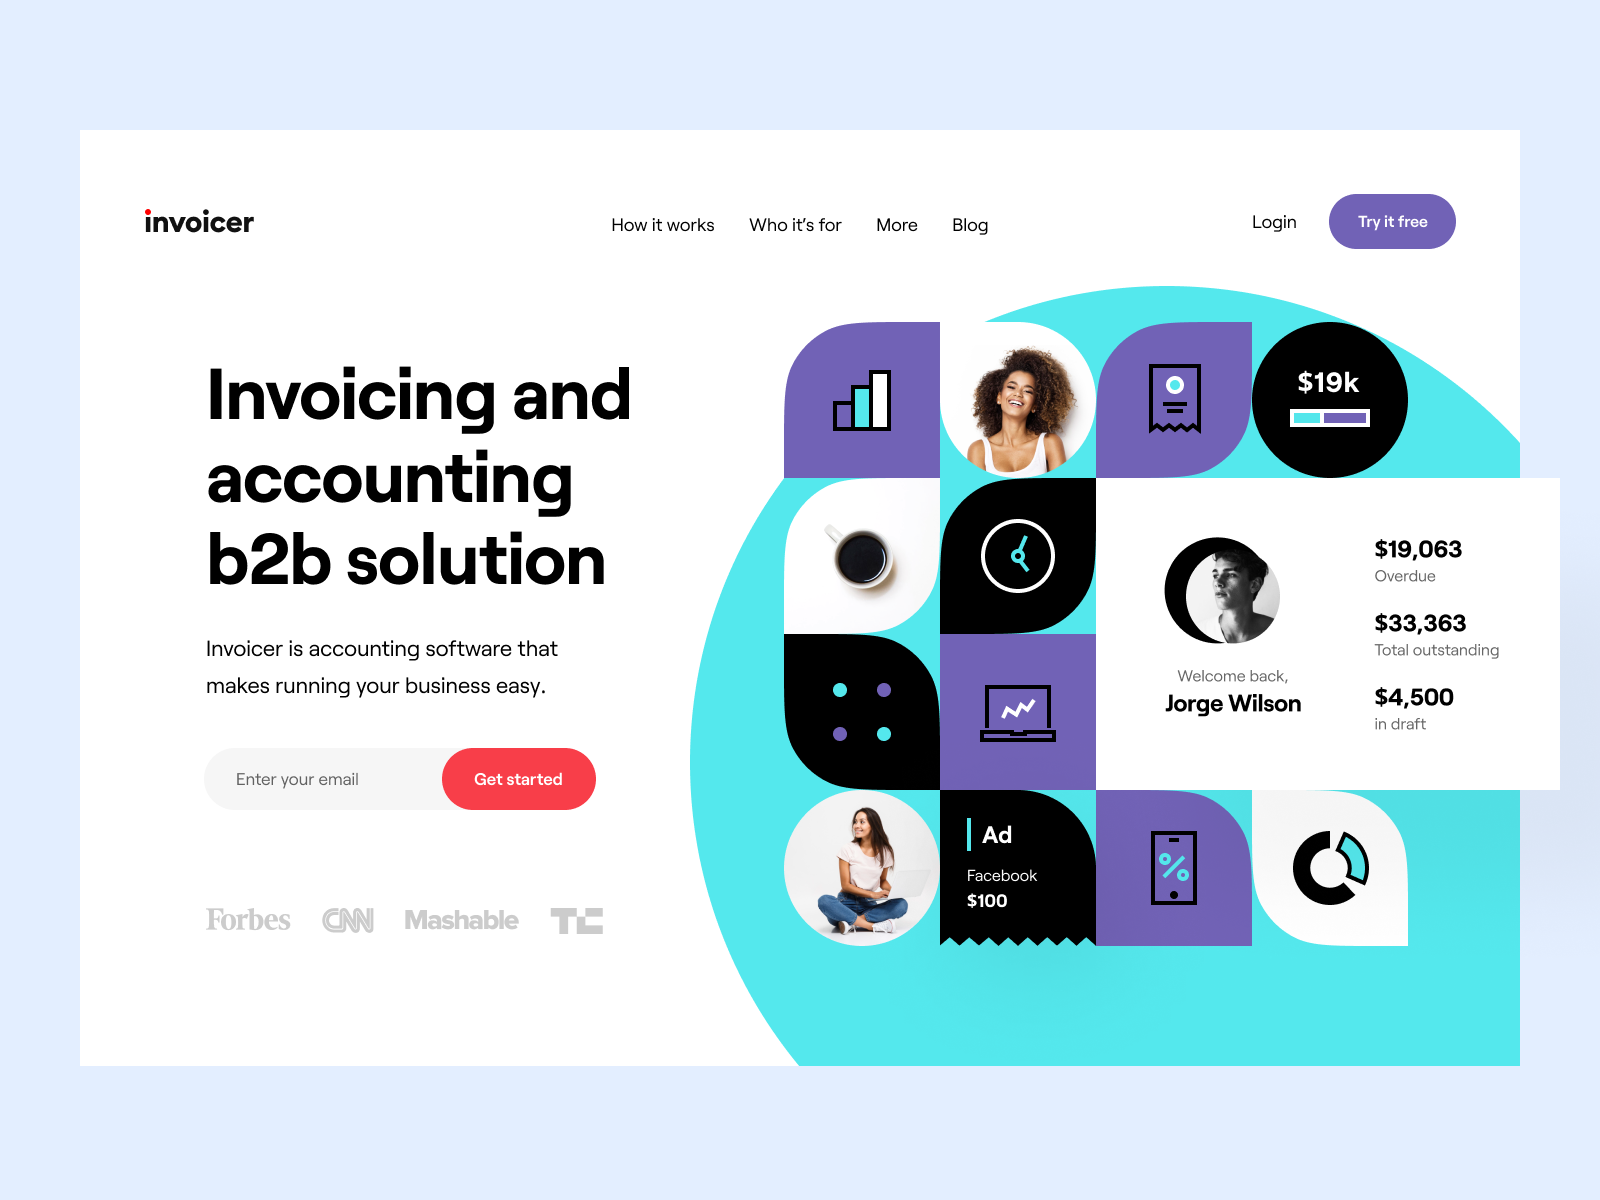 invoicer
How it works
Who it’s for
More
Blog
Login
Try it free
Invoicing and
accounting
b2b solution
Invoicer is accounting software that
makes running your business easy.
Enter your email
Get started
Forbes
CNN
Mashable
TC
$19k
Welcome back,
Jorge Wilson
$19,063
Overdue
$33,363
Total outstanding
$4,500
in draft
Ad
Facebook
$100
%